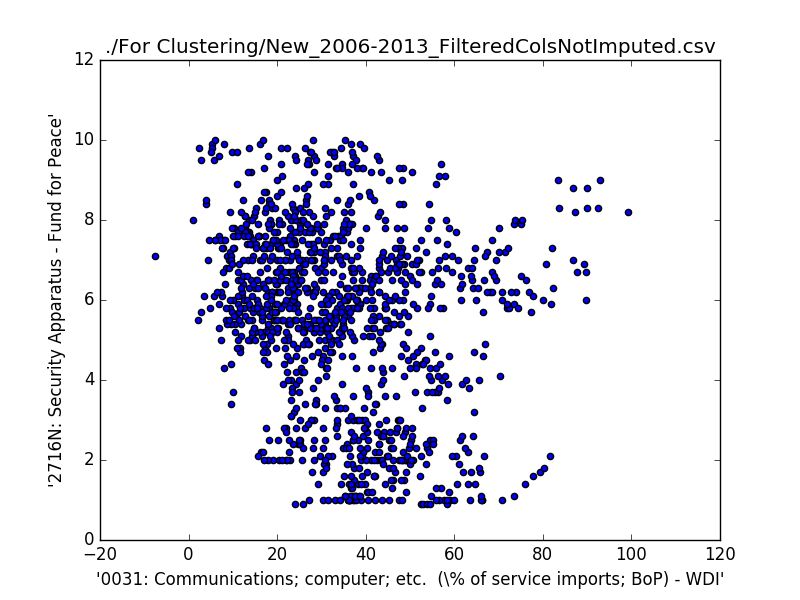 ./For Clustering/New_2006-2013_FilteredColsNotImputed.csv
12
10
8
6
4
2
0
'2716N: Security Apparatus - Fund for Peace'
−20 0 20 40 60 80 100 120
'0031: Communications; computer; etc.  (\% of service imports; BoP) - WDI'